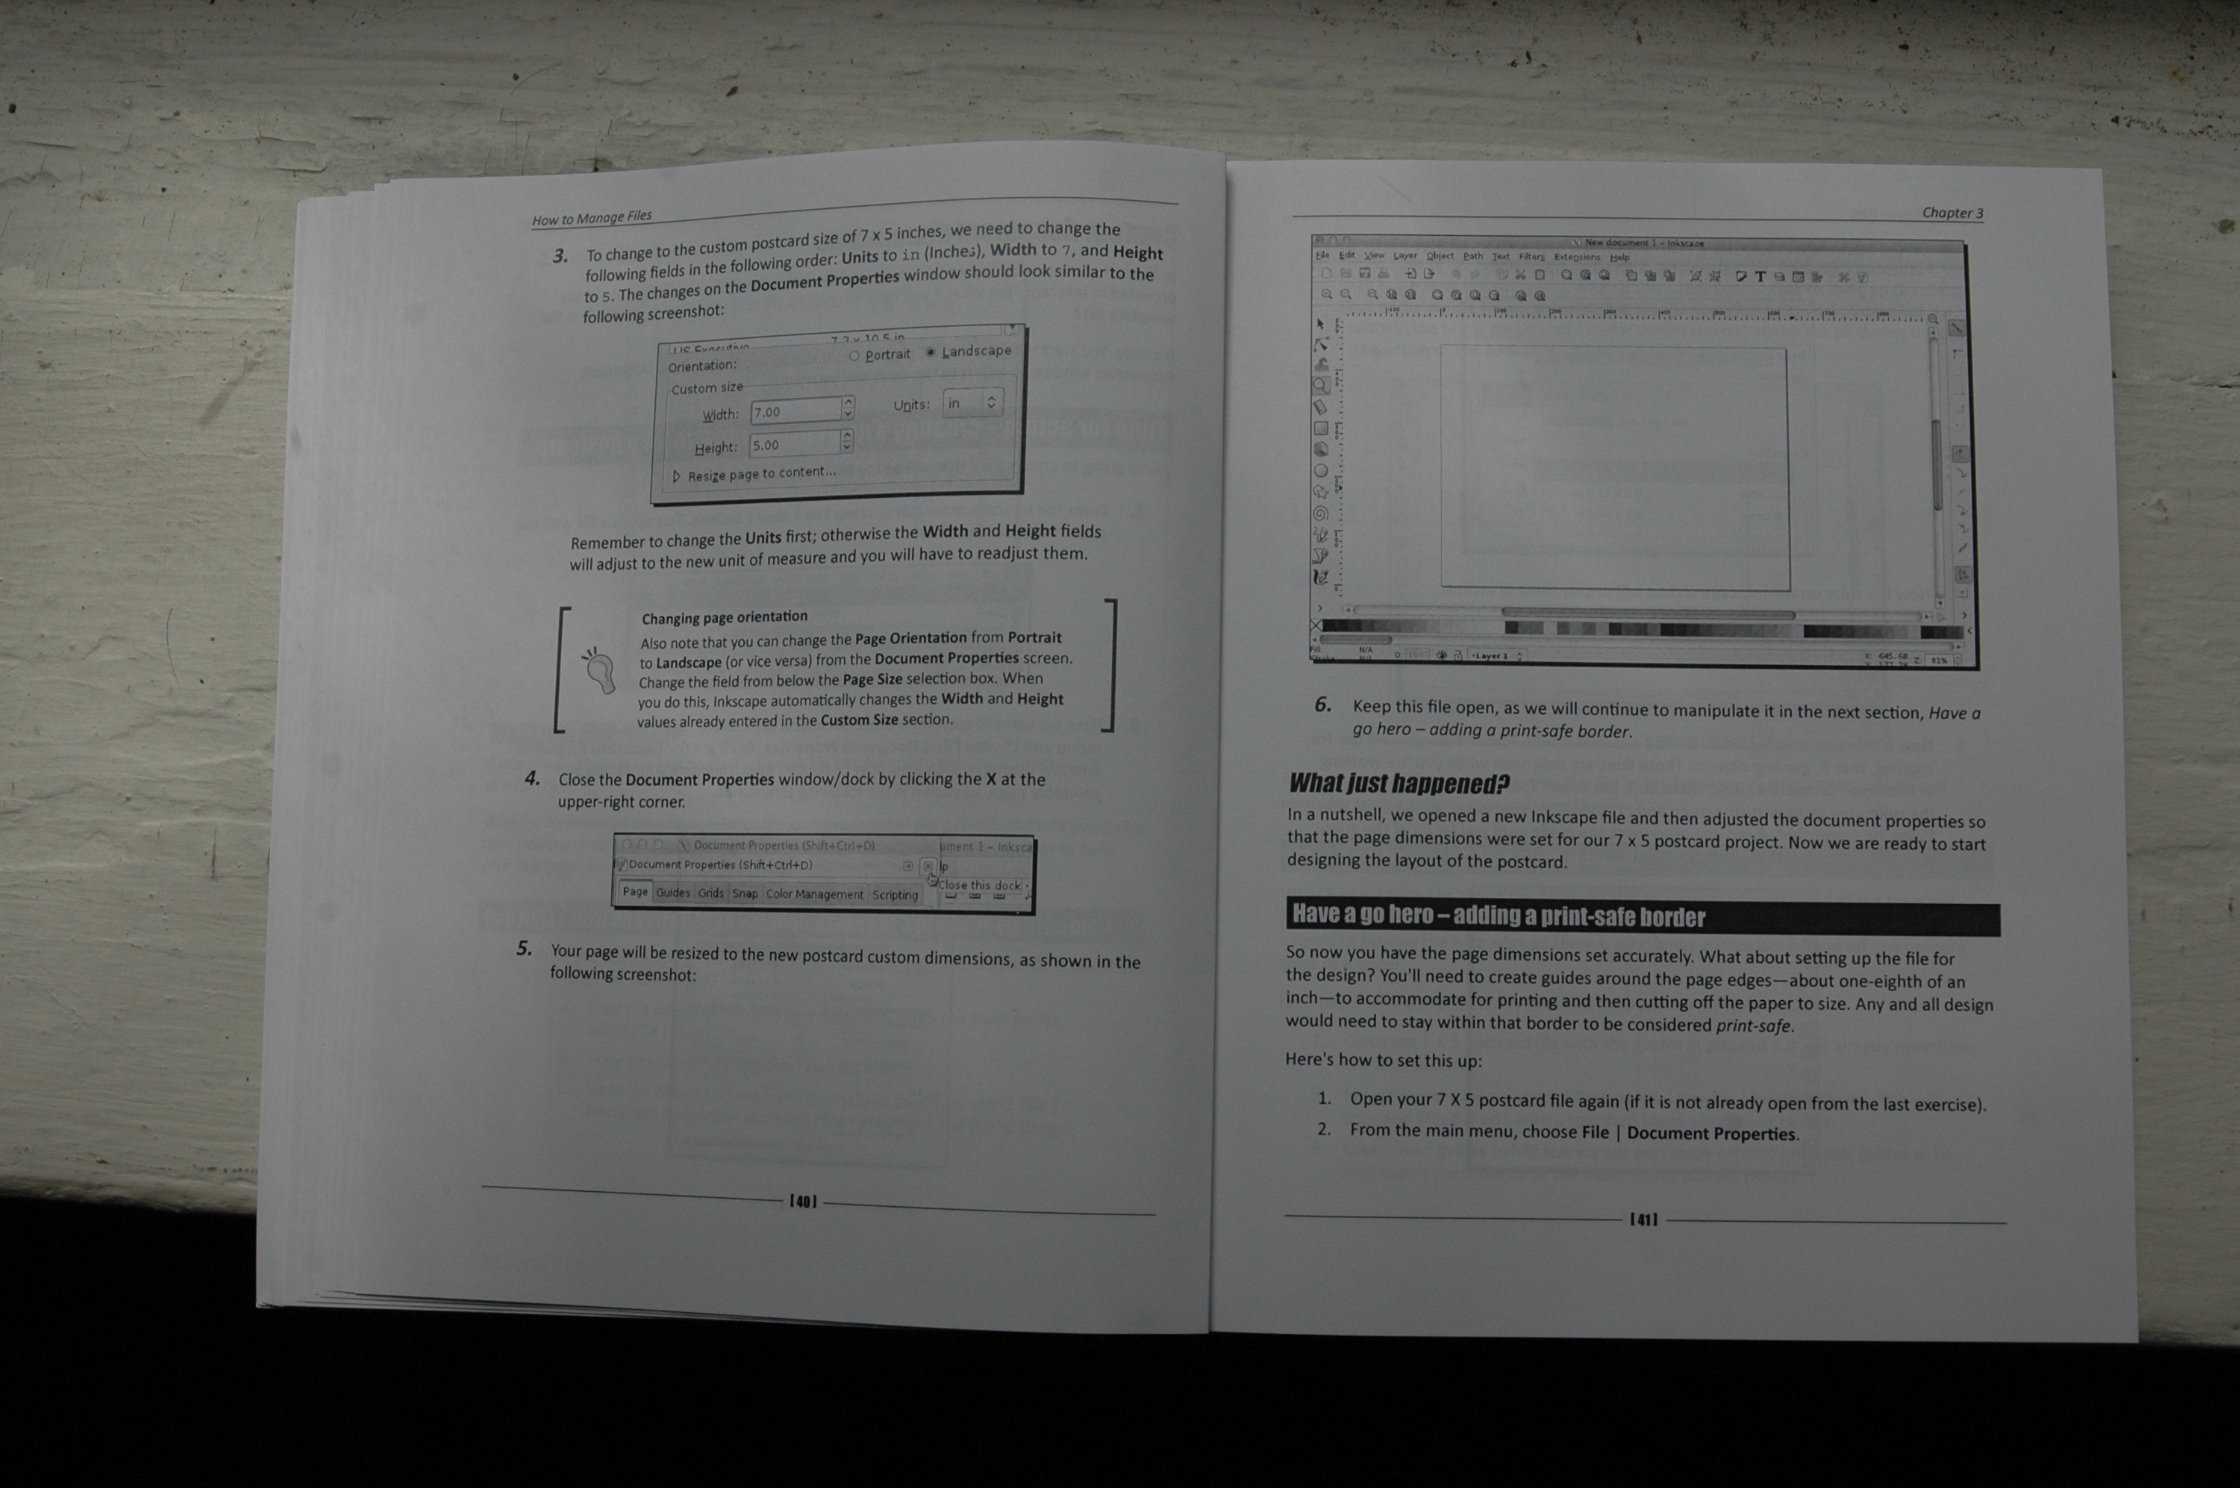 How to Manage Files
3. To change to the custom postcard size of 7 x 5 inches, we need to change the
following fields in the following order: Units to in (Inches), Width to 7, and Height
to 5. The changes on the Document Properties window should look similar to the
following screenshot:
US Executive 7.2 x 10.5 in
Orientation: Portrait Landscape
Custom size
Width: 7.00 Units: in
Height: 5.00
Resize page to content...
Remember to change the Units first; otherwise the Width and Height fields
will adjust to the new unit of measure and you will have to readjust them.
Changing page orientation
Also note that you can change the Page Orientation from Portrait
to Landscape (or vice versa) from the Document Properties screen.
Change the field from below the Page Size selection box. When
you do this, Inkscape automatically changes the Width and Height
values already entered in the Custom Size section.
4. Close the Document Properties window/dock by clicking the X at the
upper-right corner.
Document Properties (Shift+Ctrl+D) ument 1 - Inksca
Document Properties (Shift+Ctrl+D) lp
Close this dock
Page Guides Grids Snap Color Management Scripting
5. Your page will be resized to the new postcard custom dimensions, as shown in the
following screenshot:
[40]
Chapter 3
New document 1 - Inkscape
File Edit View Layer Object Path Text Filters Extensions Help
Fill N/A
Layer 1 X: 645.68 Z: 81%
6. Keep this file open, as we will continue to manipulate it in the next section, Have a
go hero – adding a print-safe border.
What just happened?
In a nutshell, we opened a new Inkscape file and then adjusted the document properties so
that the page dimensions were set for our 7 x 5 postcard project. Now we are ready to start
designing the layout of the postcard.
Have a go hero – adding a print-safe border
So now you have the page dimensions set accurately. What about setting up the file for
the design? You'll need to create guides around the page edges—about one-eighth of an
inch—to accommodate for printing and then cutting off the paper to size. Any and all design
would need to stay within that border to be considered print-safe.
Here's how to set this up:
1. Open your 7 X 5 postcard file again (if it is not already open from the last exercise).
2. From the main menu, choose File | Document Properties.
[41]